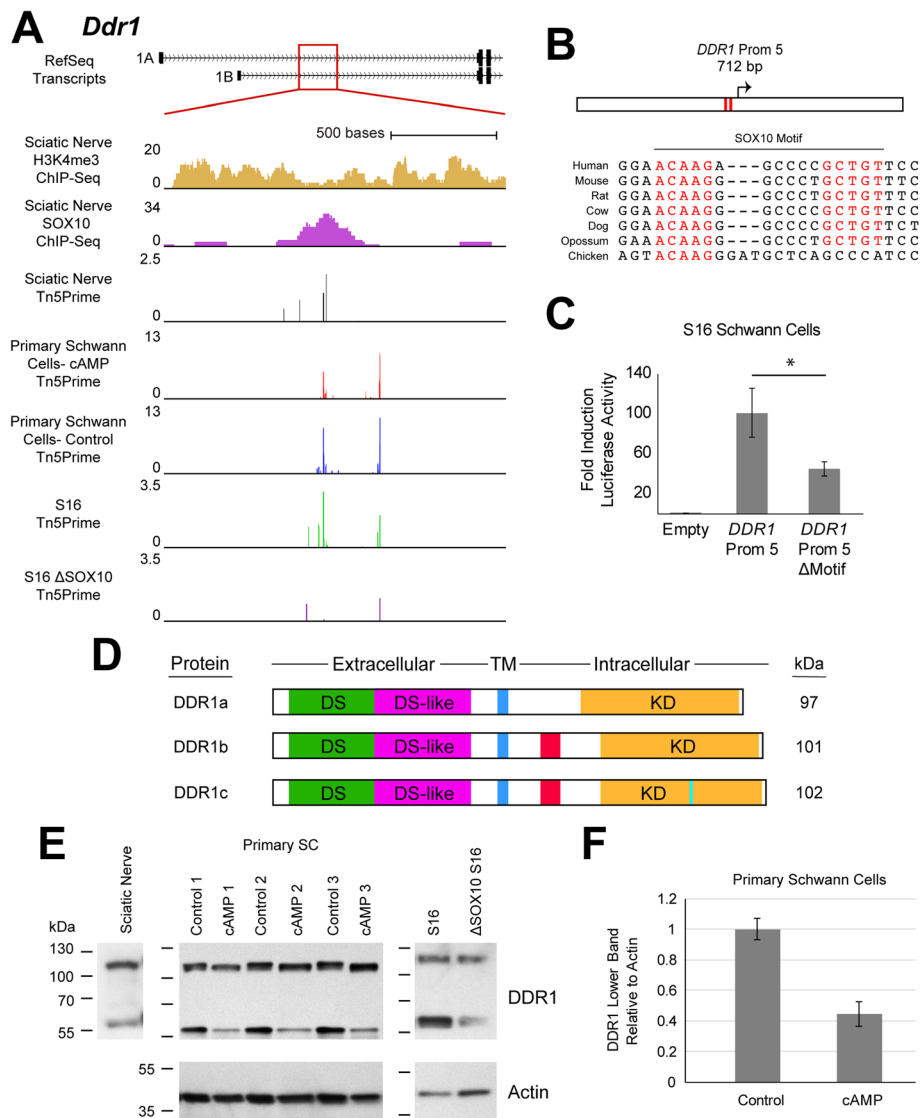 A
Ddr1
RefSeq
Transcripts
1A
1B
500 bases
Sciatic Nerve
H3K4me3
ChIP-Seq
20
0
Sciatic Nerve
SOX10
ChIP-Seq
34
0
Sciatic Nerve
Tn5Prime
2.5
0
Primary Schwann
Cells- cAMP
Tn5Prime
13
0
Primary Schwann
Cells- Control
Tn5Prime
13
0
S16
Tn5Prime
3.5
0
S16 ΔSOX10
Tn5Prime
3.5
0
B
DDR1 Prom 5
712 bp
SOX10 Motif
Human GGAACAAGA---GCCCCGCTGTTCC
Mouse GGAACAAGG---GCCCTGCTGTTTCC
Rat GGAACAAGG---GCCCTGCTGTTCC
Cow GGAACAAGG---GCCCCGCTGTTCC
Dog GGAACAAGG---GCCCCGCTGTTCT
Opossum GAAACAAGG---GCCCTGCTGTTCC
Chicken AGTACAAGGGATGCTCAGCCCATCC
C
S16 Schwann Cells
Fold Induction
Luciferase Activity
140
100
60
20
*
Empty
DDR1
Prom 5
DDR1
Prom 5
ΔMotif
D
Protein Extracellular TM Intracellular kDa
DDR1a DS DS-like KD 97
DDR1b DS DS-like KD 101
DDR1c DS DS-like KD 102
E
Primary SC
Sciatic Nerve
Control 1
cAMP 1
Control 2
cAMP 2
Control 3
cAMP 3
S16
ΔSOX10 S16
kDa
130
100
70
55
DDR1
55
35
Actin
F
Primary Schwann Cells
DDR1 Lower Band
Relative to Actin
1.2
1
0.8
0.6
0.4
0.2
0
Control
cAMP